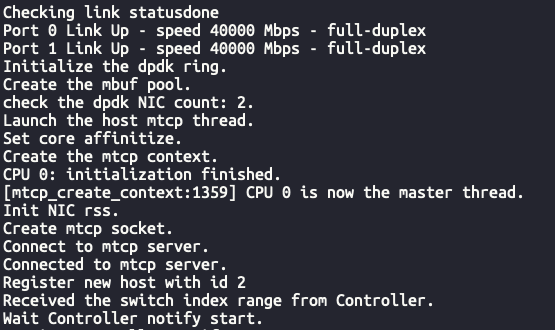 Checking link statusdone
Port 0 Link Up - speed 40000 Mbps - full-duplex
Port 1 Link Up - speed 40000 Mbps - full-duplex
Initialize the dpdk ring.
Create the mbuf pool.
check the dpdk NIC count: 2.
Launch the host mtcp thread.
Set core affinitize.
Create the mtcp context.
CPU 0: initialization finished.
[mtcp_create_context:1359] CPU 0 is now the master thread.
Init NIC rss.
Create mtcp socket.
Connect to mtcp server.
Connected to mtcp server.
Register new host with id 2
Received the switch index range from Controller.
Wait Controller notify start.